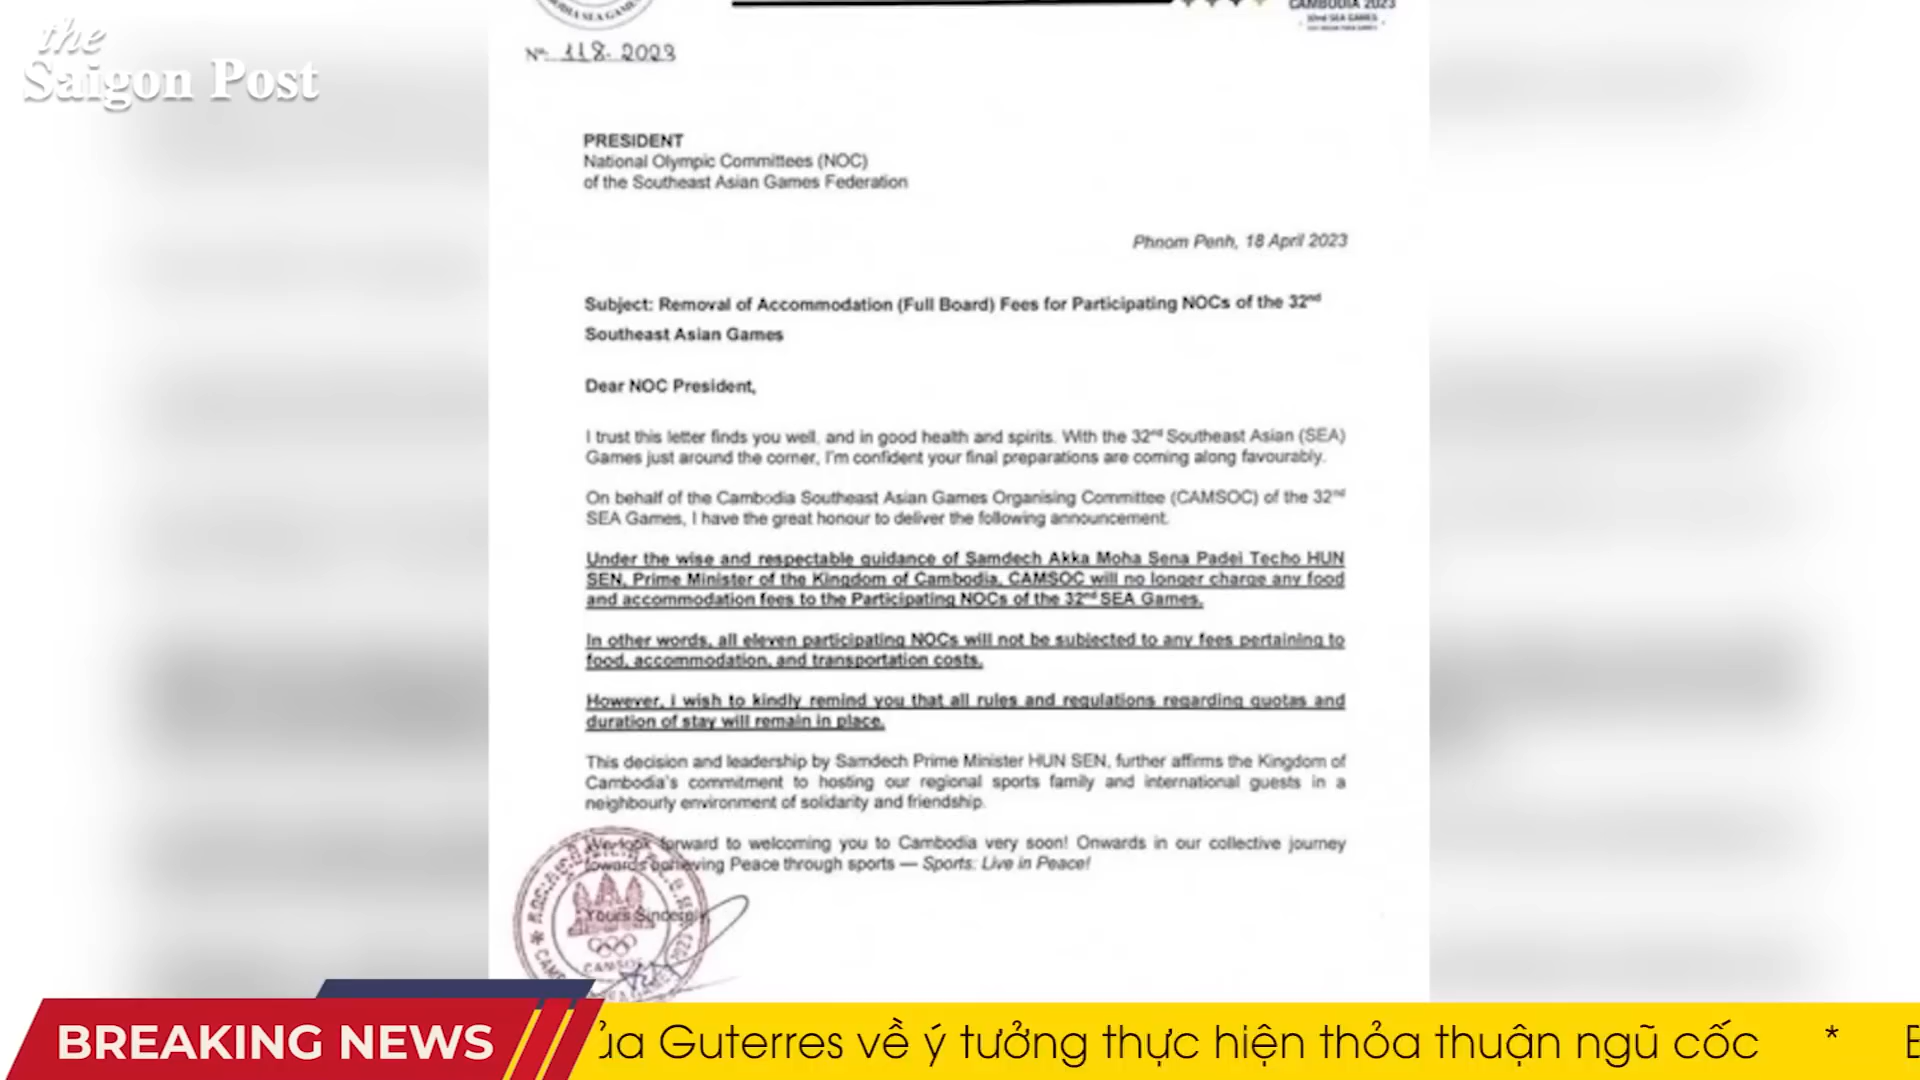 the
Saigon Post
CAMBODIA 2023
32nd SEA GAMES
Nº 118. 2023
PRESIDENT
National Olympic Committees (NOC)
of the Southeast Asian Games Federation
Phnom Penh, 18 April 2023
Subject: Removal of Accommodation (Full Board) Fees for Participating NOCs of the 32nd
Southeast Asian Games
Dear NOC President,
I trust this letter finds you well, and in good health and spirits. With the 32nd Southeast Asian (SEA)
Games just around the corner, I'm confident your final preparations are coming along favourably.
On behalf of the Cambodia Southeast Asian Games Organising Committee (CAMSOC) of the 32nd
SEA Games, I have the great honour to deliver the following announcement.
Under the wise and respectable guidance of Samdech Akka Moha Sena Padei Techo HUN
SEN, Prime Minister of the Kingdom of Cambodia, CAMSOC will no longer charge any food
and accommodation fees to the Participating NOCs of the 32nd SEA Games.
In other words, all eleven participating NOCs will not be subjected to any fees pertaining to
food, accommodation, and transportation costs.
However, I wish to kindly remind you that all rules and regulations regarding quotas and
duration of stay will remain in place.
This decision and leadership by Samdech Prime Minister HUN SEN, further affirms the Kingdom of
Cambodia's commitment to hosting our regional sports family and international guests in a
neighbourly environment of solidarity and friendship.
We look forward to welcoming you to Cambodia very soon! Onwards in our collective journey
towards achieving Peace through sports — Sports: Live in Peace!
Yours Sincerely,
CAMSOC
BREAKING NEWS
ủa Guterres về ý tưởng thực hiện thỏa thuận ngũ cốc *